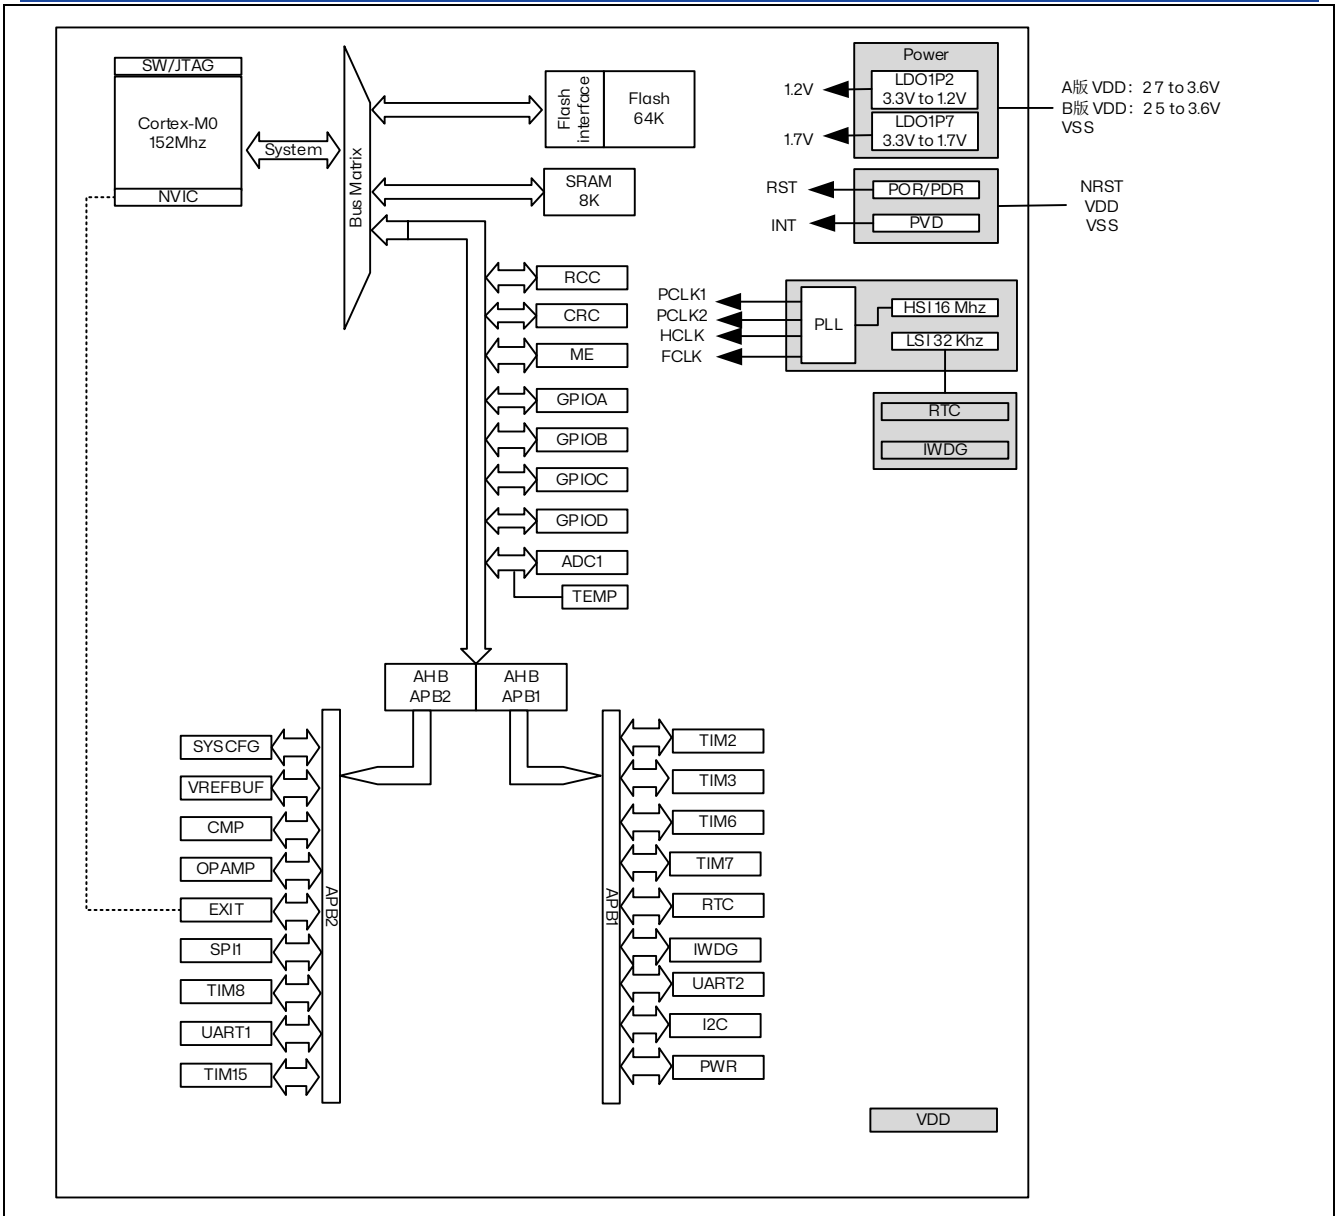 SW/JTAG
Cortex-M0
152Mhz
NVIC
System
Bus Matrix
Flash
interface
Flash
64K
SRAM
8K
RCC
CRC
ME
GPIOA
GPIOB
GPIOC
GPIOD
ADC1
TEMP
Power
LDO1P2
3.3V to 1.2V
LDO1P7
3.3V to 1.7V
1.2V
1.7V
A版 VDD：2 7 to 3.6V
B版 VDD：2 5 to 3.6V
VSS
RST
POR/PDR
INT
PVD
NRST
VDD
VSS
PCLK1
PCLK2
HCLK
FCLK
PLL
HSI 16 Mhz
LSI 32 Khz
RTC
IWDG
AHB
APB2
AHB
APB1
SYSCFG
VREFBUF
CMP
OPAMP
EXIT
SPI1
TIM8
UART1
TIM15
APB2
APB1
TIM2
TIM3
TIM6
TIM7
RTC
IWDG
UART2
I2C
PWR
VDD